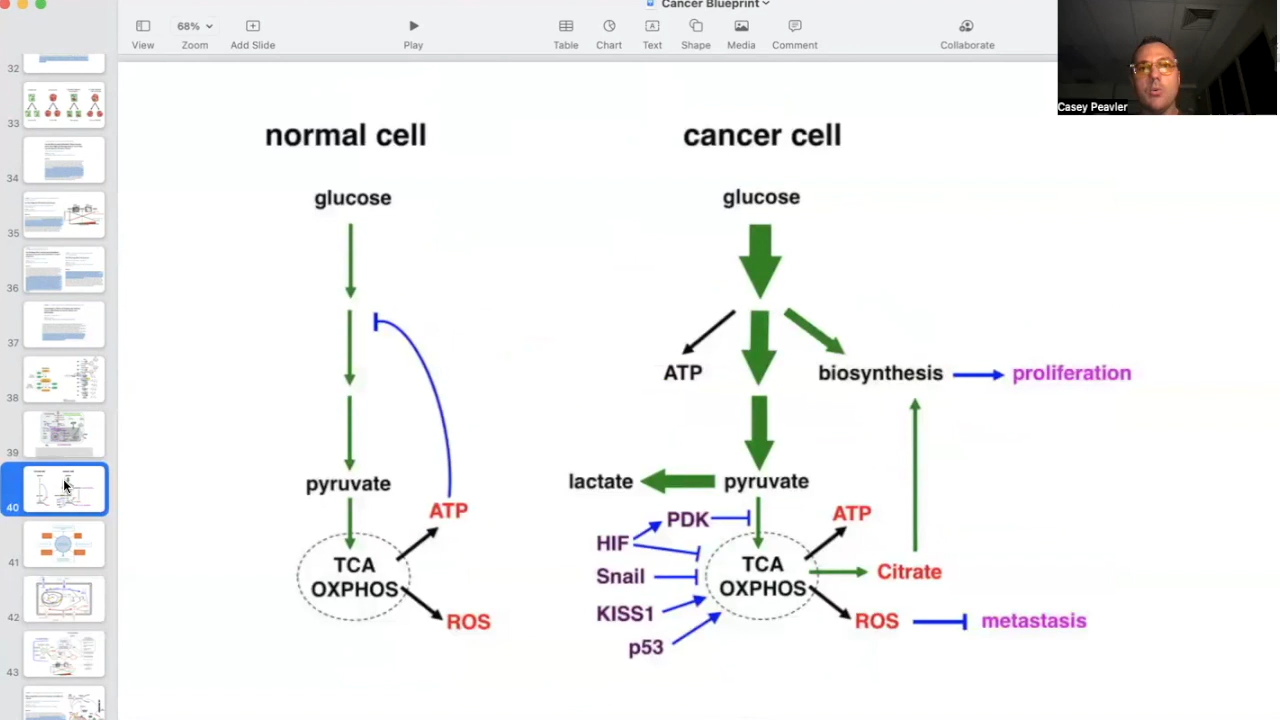 Cancer Blueprint
68%
View
Zoom
Add Slide
Play
Table
Chart
Text
Shape
Media
Comment
Collaborate
Casey Peavler
32
33
34
35
36
37
38
39
40
41
42
43
normal cell
glucose
pyruvate
ATP
TCA
OXPHOS
ROS
cancer cell
glucose
ATP
biosynthesis
proliferation
lactate
pyruvate
PDK
HIF
Snail
KISS1
p53
TCA
OXPHOS
ATP
Citrate
ROS
metastasis